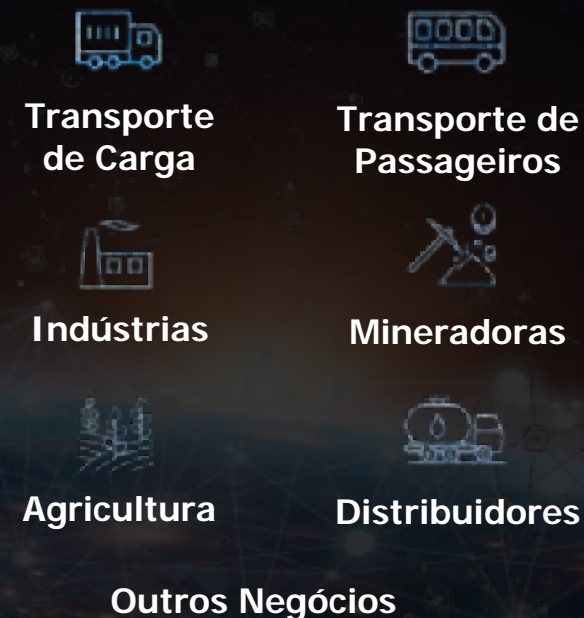 Transporte
de Carga
Transporte de
Passageiros
Indústrias
Mineradoras
Agricultura
Distribuidores
Outros Negócios